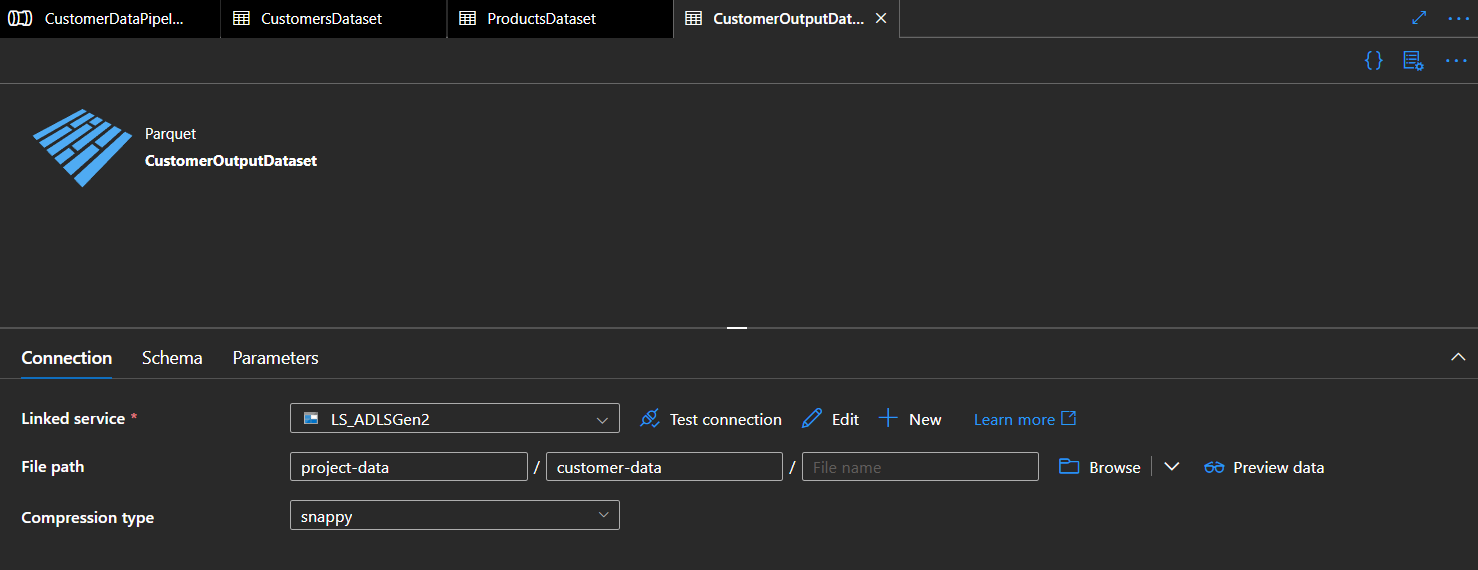 CustomerDataPipel... CustomersDataset ProductsDataset CustomerOutputDat...
Parquet
CustomerOutputDataset
Connection Schema Parameters
Linked service * LS_ADLSGen2 Test connection Edit New Learn more
File path project-data / customer-data / File name Browse Preview data
Compression type snappy